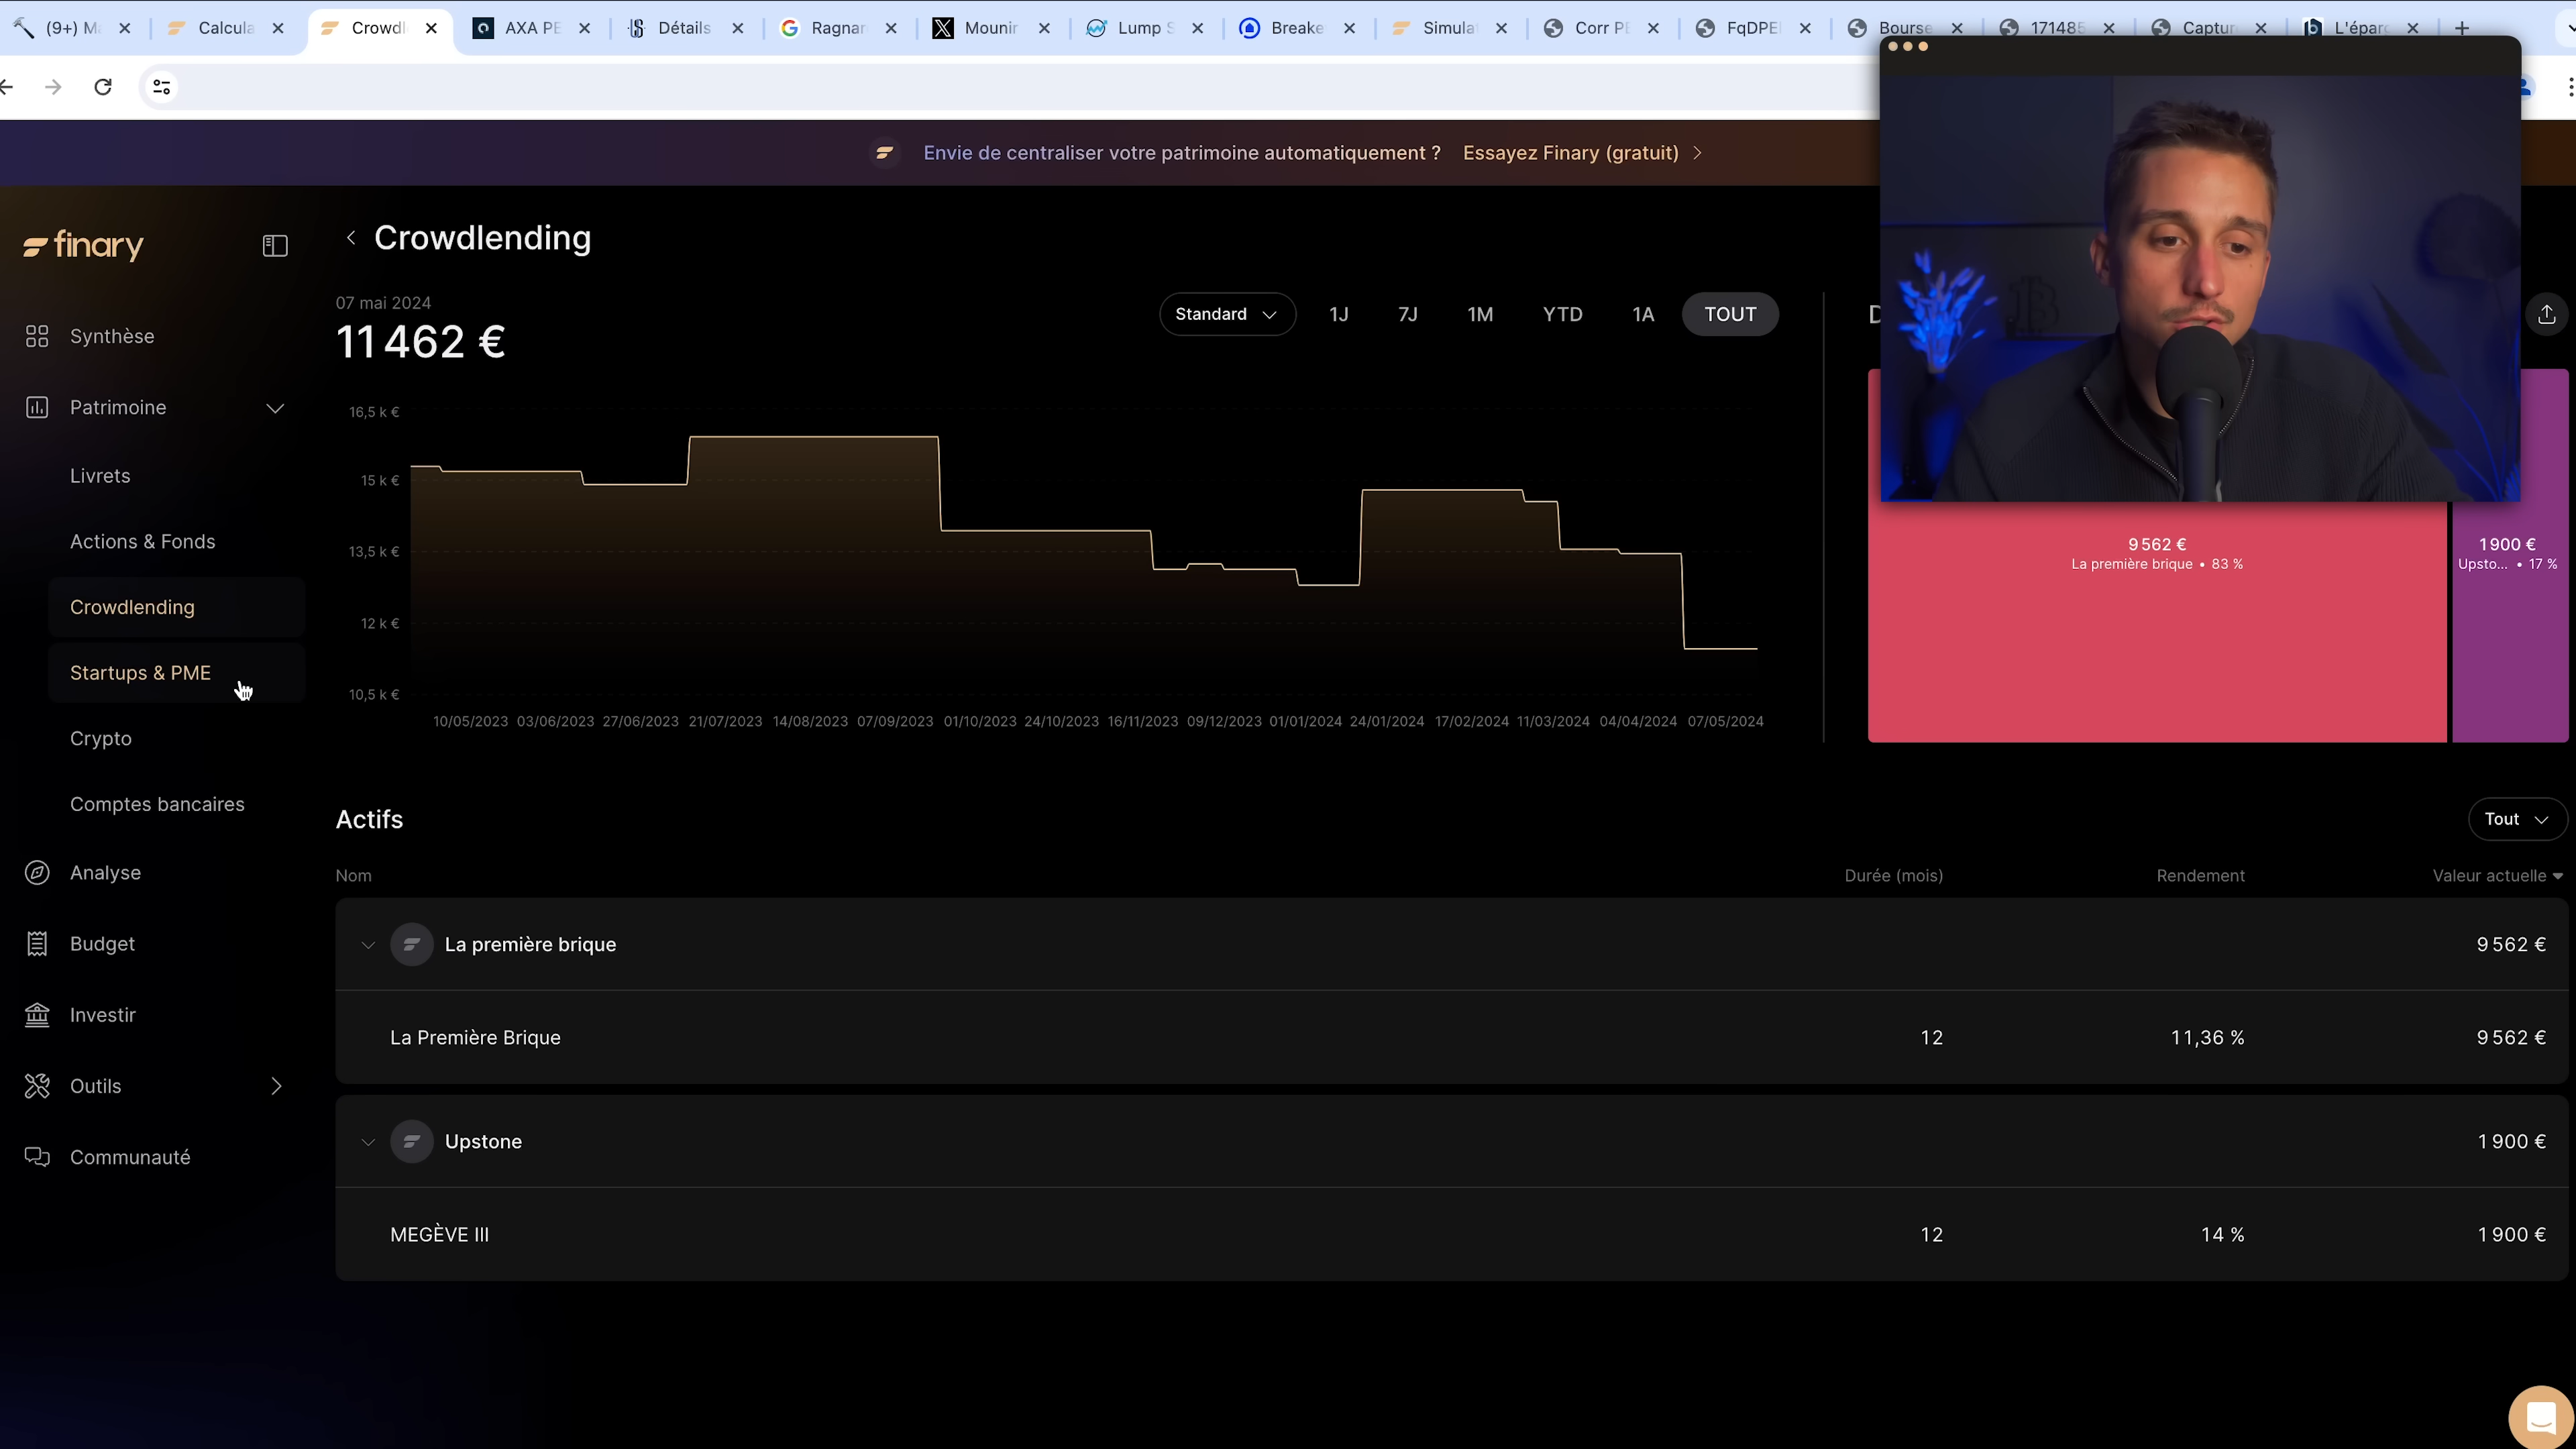 (9+) M
Calcula
Crowdl
AXA PE
Détails
Ragnar
Mounir
Lump S
Breake
Simula
Corr P
FqDPE
Bourse
171485
Captur
L'éparg
Envie de centraliser votre patrimoine automatiquement ? Essayez Finary (gratuit)
finary
Synthèse
Patrimoine
Livrets
Actions & Fonds
Crowdlending
Startups & PME
Crypto
Comptes bancaires
Analyse
Budget
Investir
Outils
Communauté
Crowdlending
07 mai 2024
11 462 €
Standard 1J 7J 1M YTD 1A TOUT
16,5 k €
15 k €
13,5 k €
12 k €
10,5 k €
10/05/2023 03/06/2023 27/06/2023 21/07/2023 14/08/2023 07/09/2023 01/10/2023 24/10/2023 16/11/2023 09/12/2023 01/01/2024 24/01/2024 17/02/2024 11/03/2024 04/04/2024 07/05/2024
9 562 €
La première brique • 83 %
1 900 €
Upsto... • 17 %
Actifs
Tout
Nom Durée (mois) Rendement Valeur actuelle
La première brique 9 562 €
La Première Brique 12 11,36 % 9 562 €
Upstone 1 900 €
MEGÈVE III 12 14 % 1 900 €